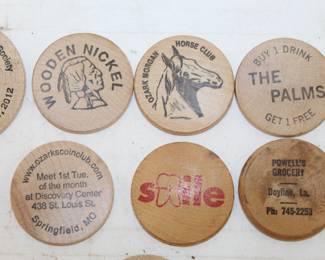 Society
, 2012
WOODEN NICKEL
OZARK MORGAN
HORSE CLUB
BUY 1 DRINK
THE
PALMS
GET 1 FREE
www.ozarkscoinclub.com
Meet 1st Tue.
of the month
at Discovery Center
438 St. Louis St.
Springfield, MO
smile
POWELL'S
GROCERY
Doyline, La.
Ph: 745-2253